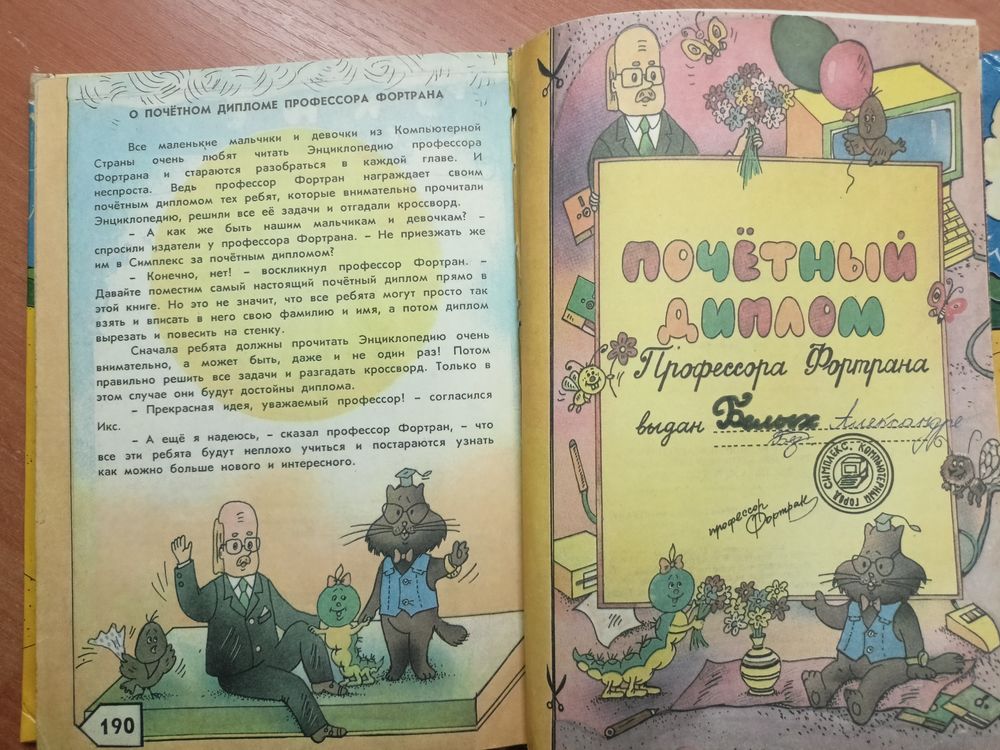 О ПОЧЁТНОМ ДИПЛОМЕ ПРОФЕССОРА ФОРТРАНА
Все маленькие мальчики и девочки из Компьютерной
Страны очень любят читать Энциклопедию профессора
Фортрана и стараются разобраться в каждой главе. И
неспроста. Ведь профессор Фортран награждает своим
почётным дипломом тех ребят, которые внимательно прочитали
Энциклопедию, решили все её задачи и отгадали кроссворд.
– А как же быть нашим мальчикам и девочкам? –
спросили издатели у профессора Фортрана. – Не приезжать же
им в Симплекс за почётным дипломом?
– Конечно, нет! – воскликнул профессор Фортран. –
Давайте поместим самый настоящий почётный диплом прямо в
этой книге. Но это не значит, что все ребята могут просто так
взять и вписать в него свою фамилию и имя, а потом диплом
вырезать и повесить на стенку.
Сначала ребята должны прочитать Энциклопедию очень
внимательно, а может быть, даже и не один раз! Потом
правильно решить все задачи и разгадать кроссворд. Только в
этом случае они будут достойны диплома.
– Прекрасная идея, уважаемый профессор! – согласился
Икс.
– А ещё я надеюсь, – сказал профессор Фортран, – что
все эти ребята будут неплохо учиться и постараются узнать
как можно больше нового и интересного.
190
ПОЧЁТНЫЙ
ДИПЛОМ
Профессора Фортрана
выдан Белых Александре
СИМПЛЕКС. КОМПЬЮТЕРНЫЙ ГОРОД
профессор
Фортран